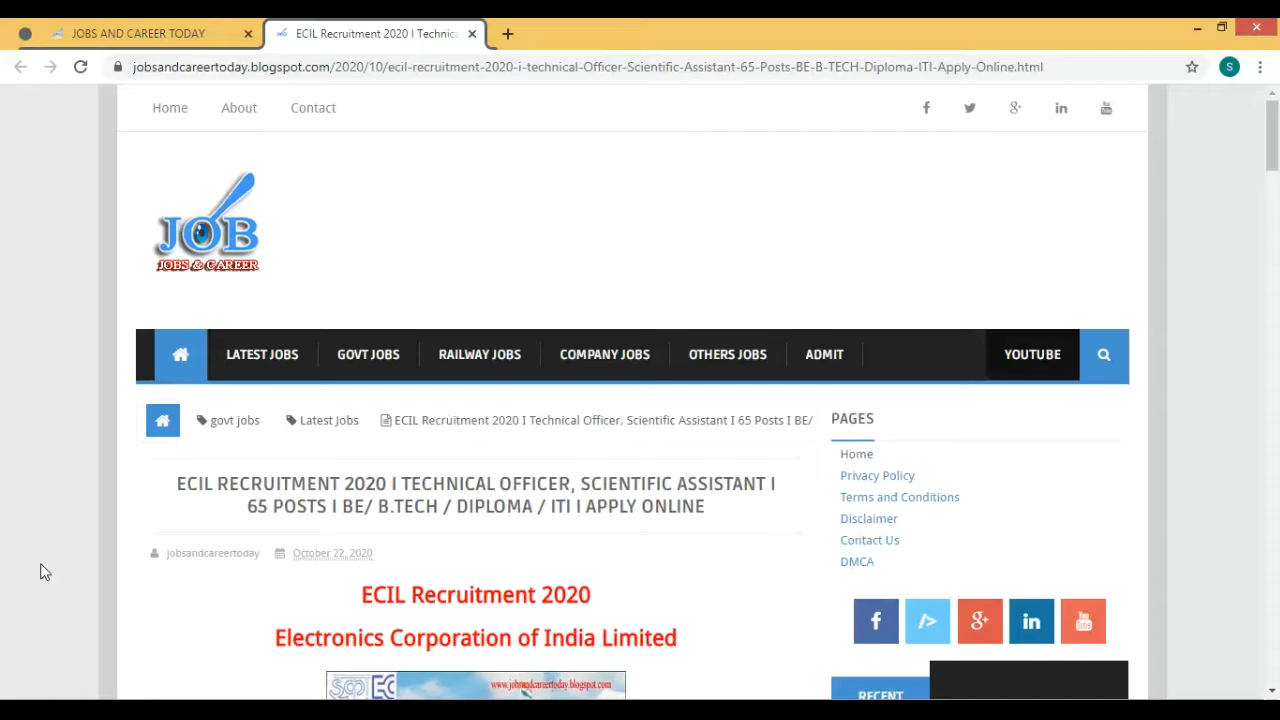 JOBS AND CAREER TODAY
ECIL Recruitment 2020 I Technica
jobsandcareertoday.blogspot.com/2020/10/ecil-recruitment-2020-i-technical-Officer-Scientific-Assistant-65-Posts-BE-B-TECH-Diploma-ITI-Apply-Online.html
S
Home About Contact
JOB
JOBS & CAREER
LATEST JOBS GOVT JOBS RAILWAY JOBS COMPANY JOBS OTHERS JOBS ADMIT YOUTUBE
govt jobs Latest Jobs ECIL Recruitment 2020 I Technical Officer, Scientific Assistant I 65 Posts I BE/
ECIL RECRUITMENT 2020 I TECHNICAL OFFICER, SCIENTIFIC ASSISTANT I
65 POSTS I BE/ B.TECH / DIPLOMA / ITI I APPLY ONLINE
jobsandcareertoday October 22, 2020
ECIL Recruitment 2020
Electronics Corporation of India Limited
www.jobsandcareertoday.blogspot.com
PAGES
Home
Privacy Policy
Terms and Conditions
Disclaimer
Contact Us
DMCA
RECENT